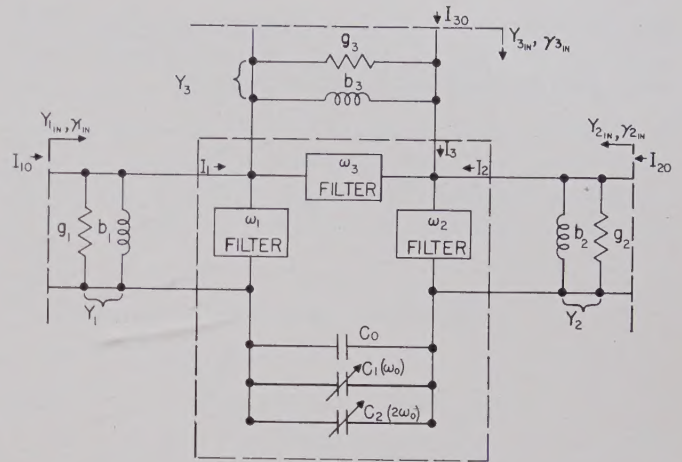 I₃₀
g₃
Y₃IN, γ₃IN
Y₃
b₃
Y₁IN, γ₁IN
Y₂IN, γ₂IN
I₁₀
I₁
I₃
I₂
I₂₀
ω₃
FILTER
g₁
b₁
ω₁
FILTER
ω₂
FILTER
b₂
g₂
Y₁
Y₂
C₀
C₁(ω₀)
C₂(2ω₀)